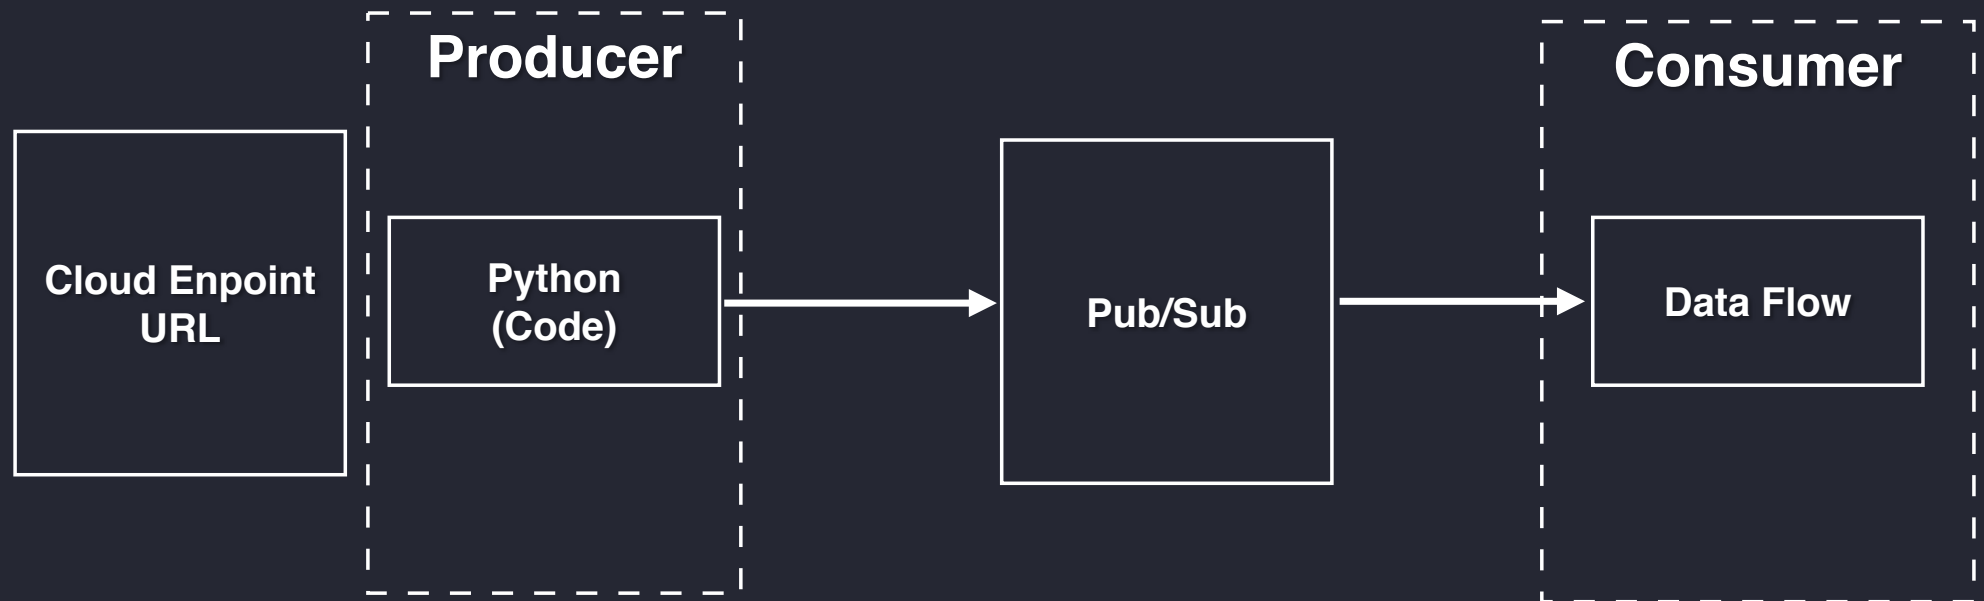 Producer
Consumer
Cloud Enpoint
URL
Python
(Code)
Pub/Sub
Data Flow